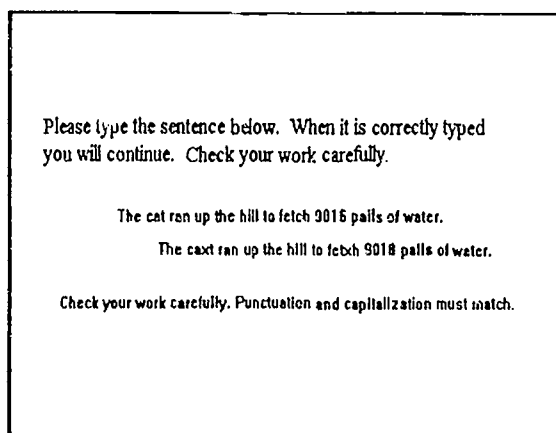 Please type the sentence below. When it is correctly typed
you will continue. Check your work carefully.
The cat ran up the hill to fetch 9016 pails of water.
The caxt ran up the hill to fetxh 9018 pails of water.
Check your work carefully. Punctuation and capitalization must match.